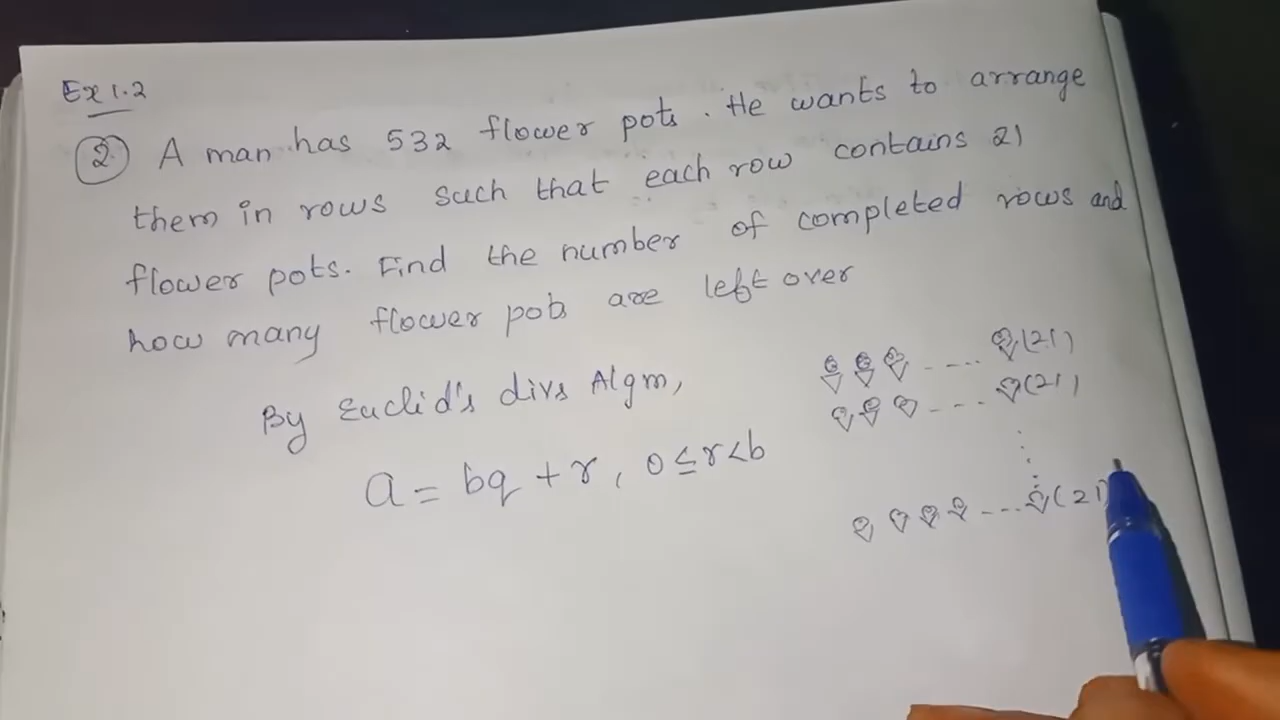 Ex 1.2
② A man has 532 flower pots. He wants to arrange
them in rows such that each row contains 21
flower pots. Find the number of completed rows and
how many flower pots are left over
By Euclid's divs Algm,
a = bq + r, 0 ≤ r < b
.... (21)
---- (21)
---- (21)